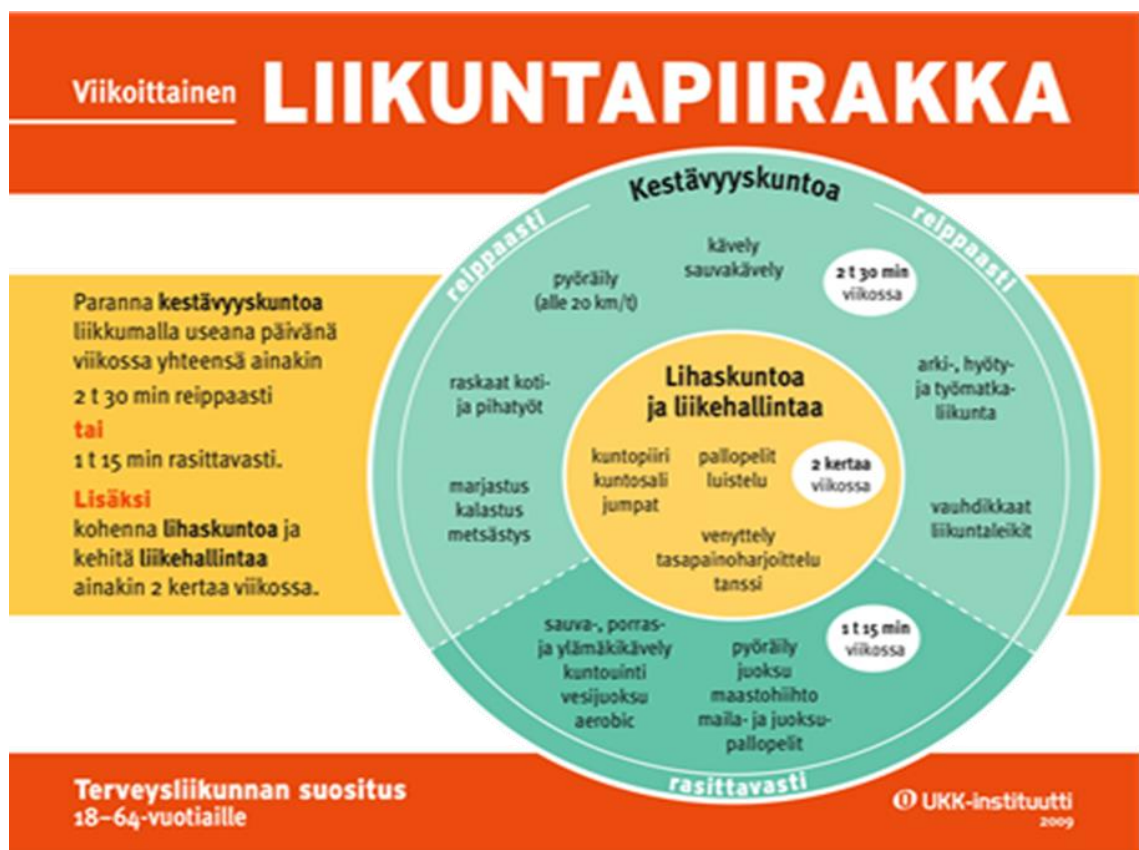 Viikoittainen LIIKUNTAPIIRAKKA
Paranna kestävyyskuntoa
liikkumalla useana päivänä
viikossa yhteensä ainakin
2 t 30 min reippaasti
tai
1 t 15 min rasittavasti.
Lisäksi
kohenna lihaskuntoa ja
kehitä liikehallintaa
ainakin 2 kertaa viikossa.
Kestävyyskuntoa
reippaasti
reippaasti
kävely
sauvakävely
2 t 30 min
viikossa
pyöräily
(alle 20 km/t)
raskaat koti-
ja pihatyöt
marjastus
kalastus
metsästys
arki-, hyöty-
ja työmatka-
liikunta
vauhdikkaat
liikuntaleikit
Lihaskuntoa
ja liikehallintaa
kuntopiiri
kuntosali
jumpat
pallopelit
luistelu
2 kertaa
viikossa
venyttely
tasapainoharjoittelu
tanssi
sauva-, porras-
ja ylämäkikävely
kuntouinti
vesijuoksu
aerobic
pyöräily
juoksu
maastohiihto
maila- ja juoksu-
pallopelit
1 t 15 min
viikossa
rasittavasti
Terveysliikunnan suositus
18–64-vuotiaille
UKK-instituutti
2009